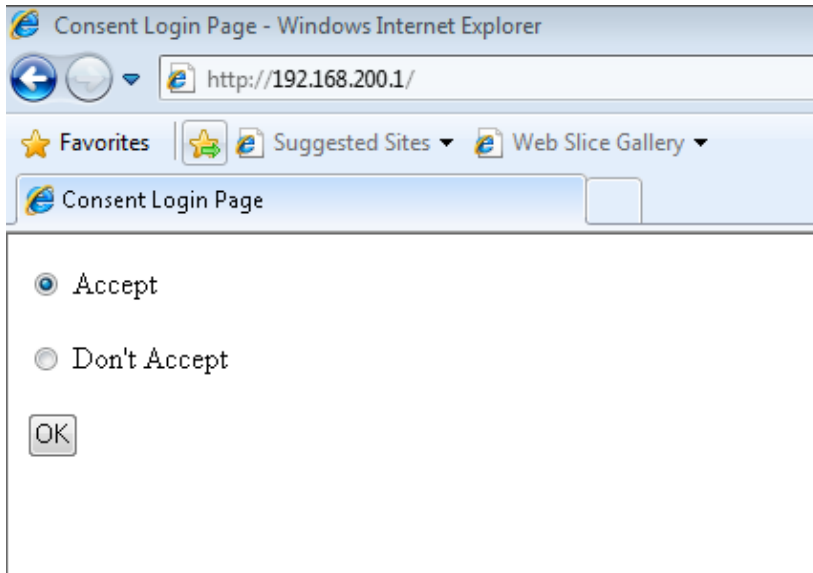 Consent Login Page - Windows Internet Explorer
http://192.168.200.1/
Favorites Suggested Sites Web Slice Gallery
Consent Login Page
Accept
Don't Accept
OK